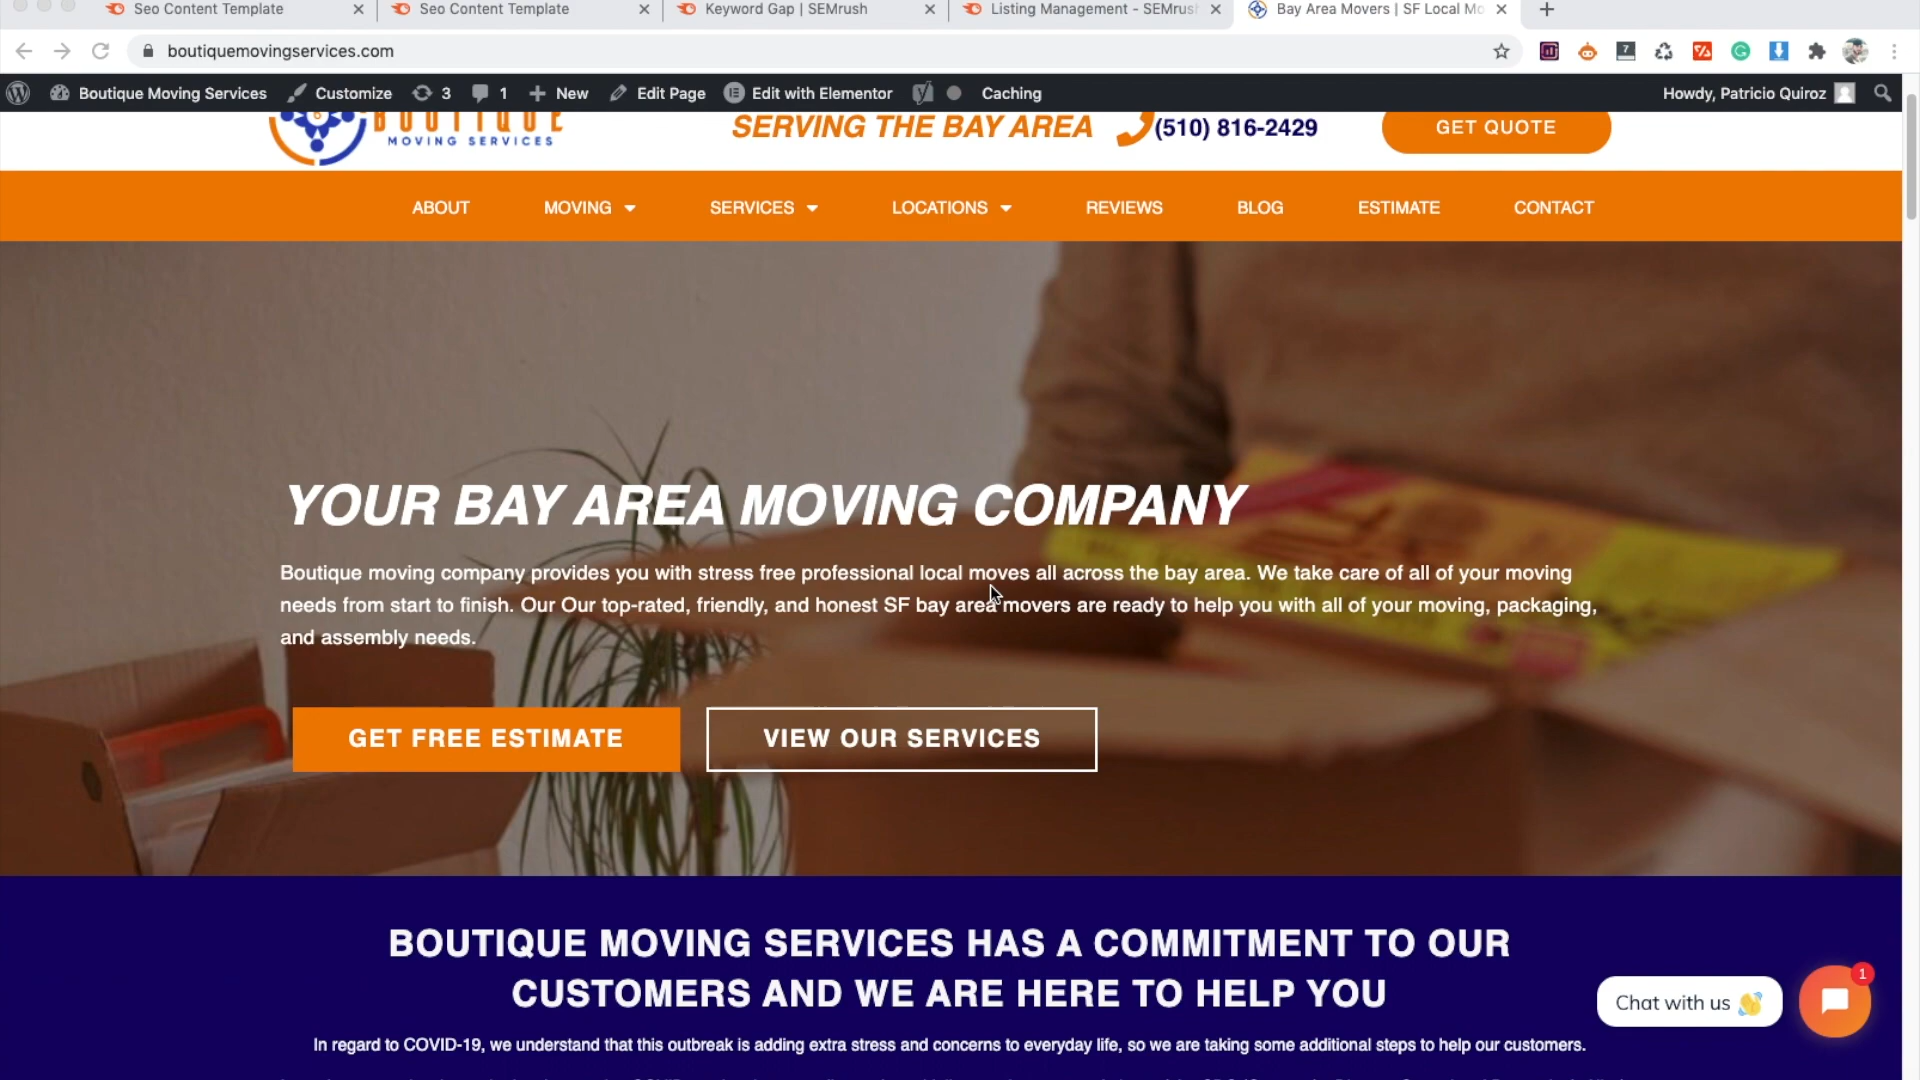 Seo Content Template
Seo Content Template
Keyword Gap | SEMrush
Listing Management - SEMrush
Bay Area Movers | SF Local Mo
boutiquemovingservices.com
7
Boutique Moving Services
Customize
3
1
New
Edit Page
Edit with Elementor
Caching
Howdy, Patricio Quiroz
BOUTIQUE
MOVING SERVICES
SERVING THE BAY AREA
(510) 816-2429
GET QUOTE
ABOUT
MOVING
SERVICES
LOCATIONS
REVIEWS
BLOG
ESTIMATE
CONTACT
YOUR BAY AREA MOVING COMPANY
Boutique moving company provides you with stress free professional local moves all across the bay area. We take care of all of your moving
needs from start to finish. Our Our top-rated, friendly, and honest SF bay area movers are ready to help you with all of your moving, packaging,
and assembly needs.
GET FREE ESTIMATE
VIEW OUR SERVICES
BOUTIQUE MOVING SERVICES HAS A COMMITMENT TO OUR
CUSTOMERS AND WE ARE HERE TO HELP YOU
In regard to COVID-19, we understand that this outbreak is adding extra stress and concerns to everyday life, so we are taking some additional steps to help our customers.
Chat with us 👋
1